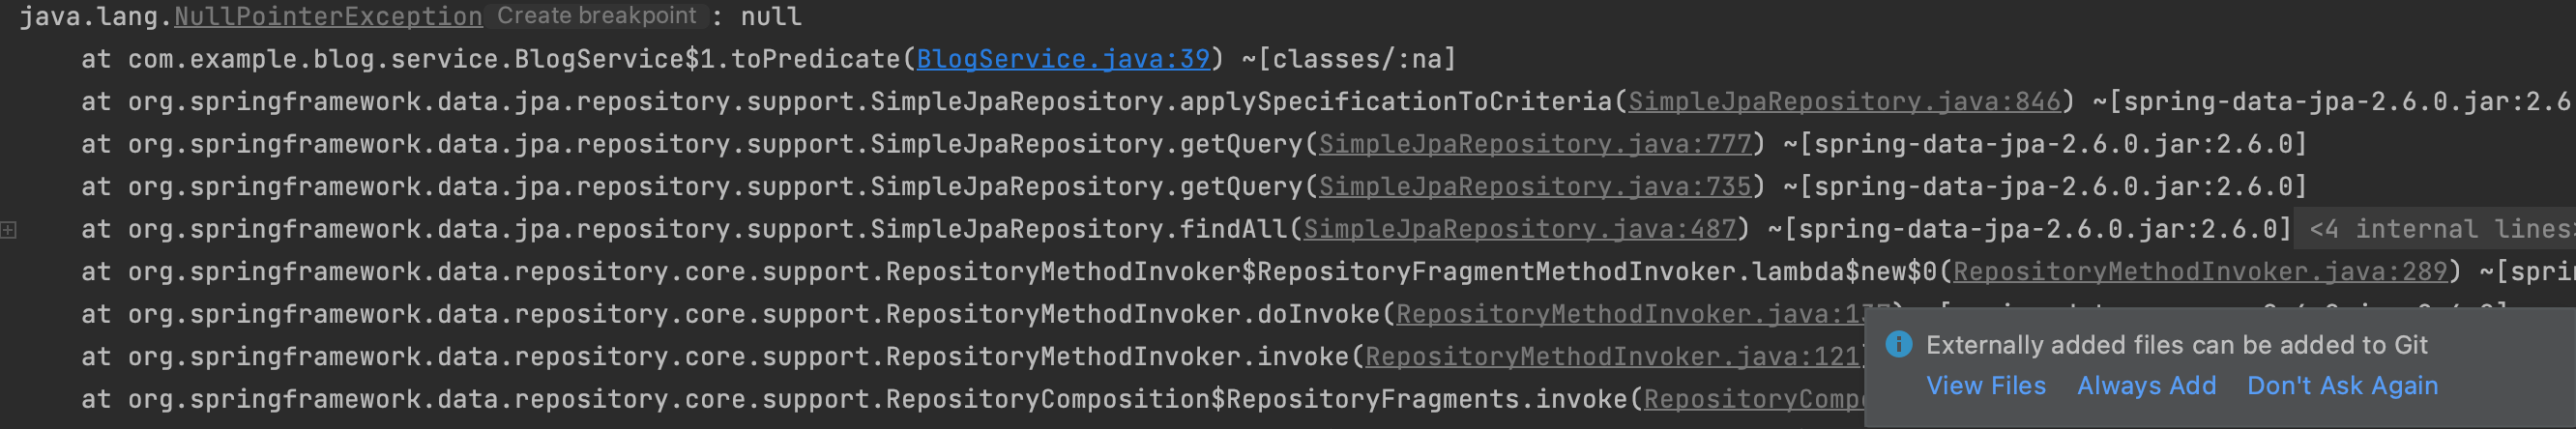 java.lang.NullPointerException Create breakpoint : null
at com.example.blog.service.BlogService$1.toPredicate(BlogService.java:39) ~[classes/:na]
at org.springframework.data.jpa.repository.support.SimpleJpaRepository.applySpecificationToCriteria(SimpleJpaRepository.java:846) ~[spring-data-jpa-2.6.0.jar:2.6
at org.springframework.data.jpa.repository.support.SimpleJpaRepository.getQuery(SimpleJpaRepository.java:777) ~[spring-data-jpa-2.6.0.jar:2.6.0]
at org.springframework.data.jpa.repository.support.SimpleJpaRepository.getQuery(SimpleJpaRepository.java:735) ~[spring-data-jpa-2.6.0.jar:2.6.0]
at org.springframework.data.jpa.repository.support.SimpleJpaRepository.findAll(SimpleJpaRepository.java:487) ~[spring-data-jpa-2.6.0.jar:2.6.0] <4 internal lines>
at org.springframework.data.repository.core.support.RepositoryMethodInvoker$RepositoryFragmentMethodInvoker.lambda$new$0(RepositoryMethodInvoker.java:289) ~[sprin
at org.springframework.data.repository.core.support.RepositoryMethodInvoker.doInvoke(RepositoryMethodInvoker.java:137)
at org.springframework.data.repository.core.support.RepositoryMethodInvoker.invoke(RepositoryMethodInvoker.java:121
at org.springframework.data.repository.core.support.RepositoryComposition$RepositoryFragments.invoke(RepositoryComp
Externally added files can be added to Git
View Files Always Add Don't Ask Again